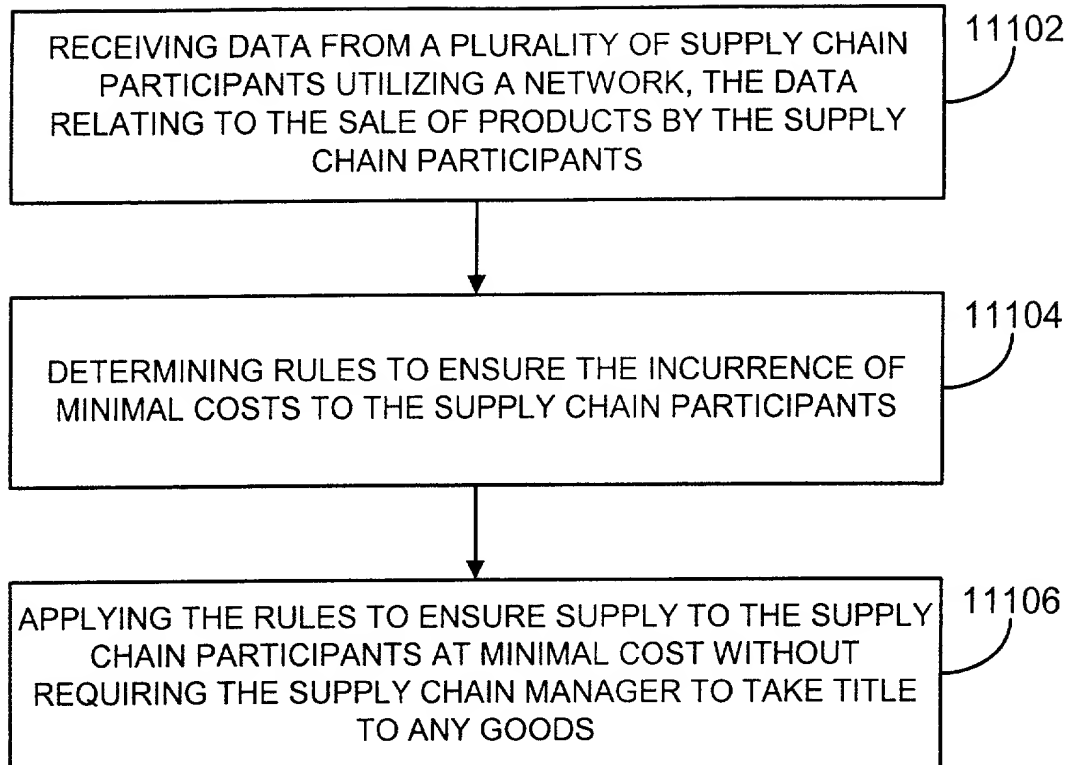 RECEIVING DATA FROM A PLURALITY OF SUPPLY CHAIN
PARTICIPANTS UTILIZING A NETWORK, THE DATA
RELATING TO THE SALE OF PRODUCTS BY THE SUPPLY
CHAIN PARTICIPANTS
11102
DETERMINING RULES TO ENSURE THE INCURRENCE OF
MINIMAL COSTS TO THE SUPPLY CHAIN PARTICIPANTS
11104
APPLYING THE RULES TO ENSURE SUPPLY TO THE SUPPLY
CHAIN PARTICIPANTS AT MINIMAL COST WITHOUT
REQUIRING THE SUPPLY CHAIN MANAGER TO TAKE TITLE
TO ANY GOODS
11106